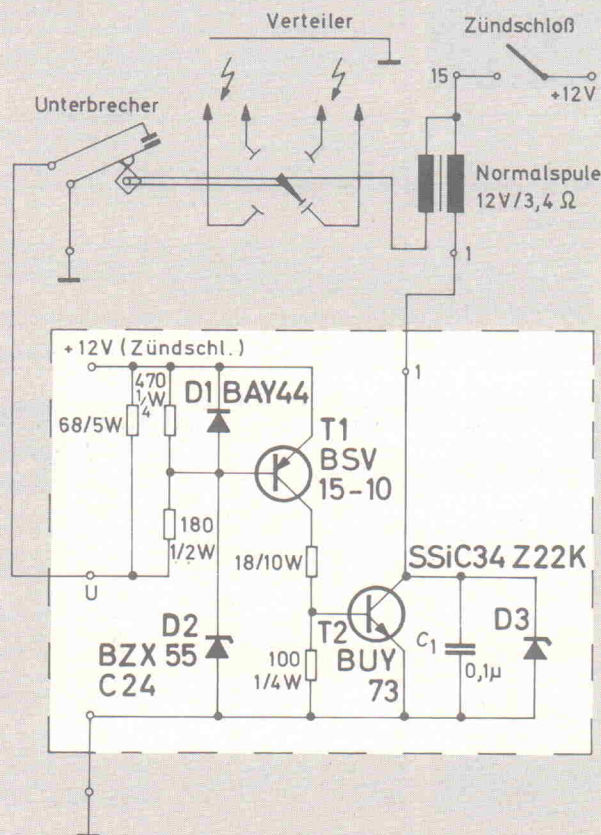 Verteiler
Zündschloß
15
+12V
Unterbrecher
Normalspule
12V/3,4 Ω
1
+12V (Zündschl.)
1
470
1/4W
D1 BAY44
68/5W
T1
BSV
15-10
180
1/2W
18/10W
SSiC34 Z22K
U
D2
BZX 55
C24
T2
BUY
73
C1
0,1µ
D3
100
1/4W